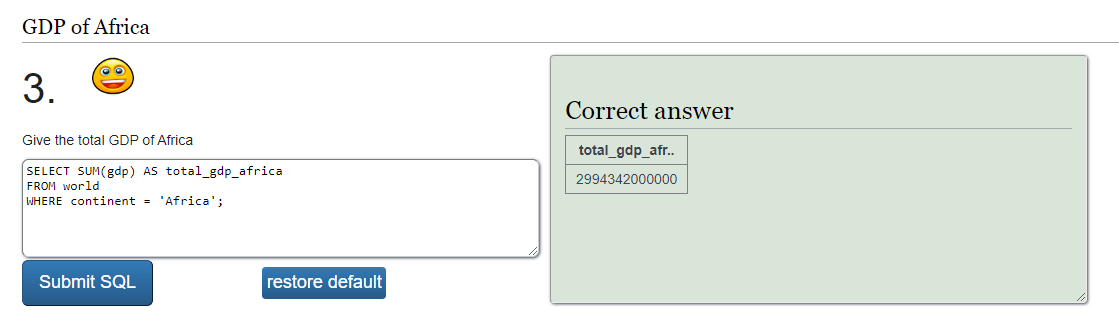 GDP of Africa
3.
Give the total GDP of Africa
SELECT SUM(gdp) AS total_gdp_africa
FROM world
WHERE continent = 'Africa';
Submit SQL
restore default
Correct answer
total_gdp_afr..
2994342000000